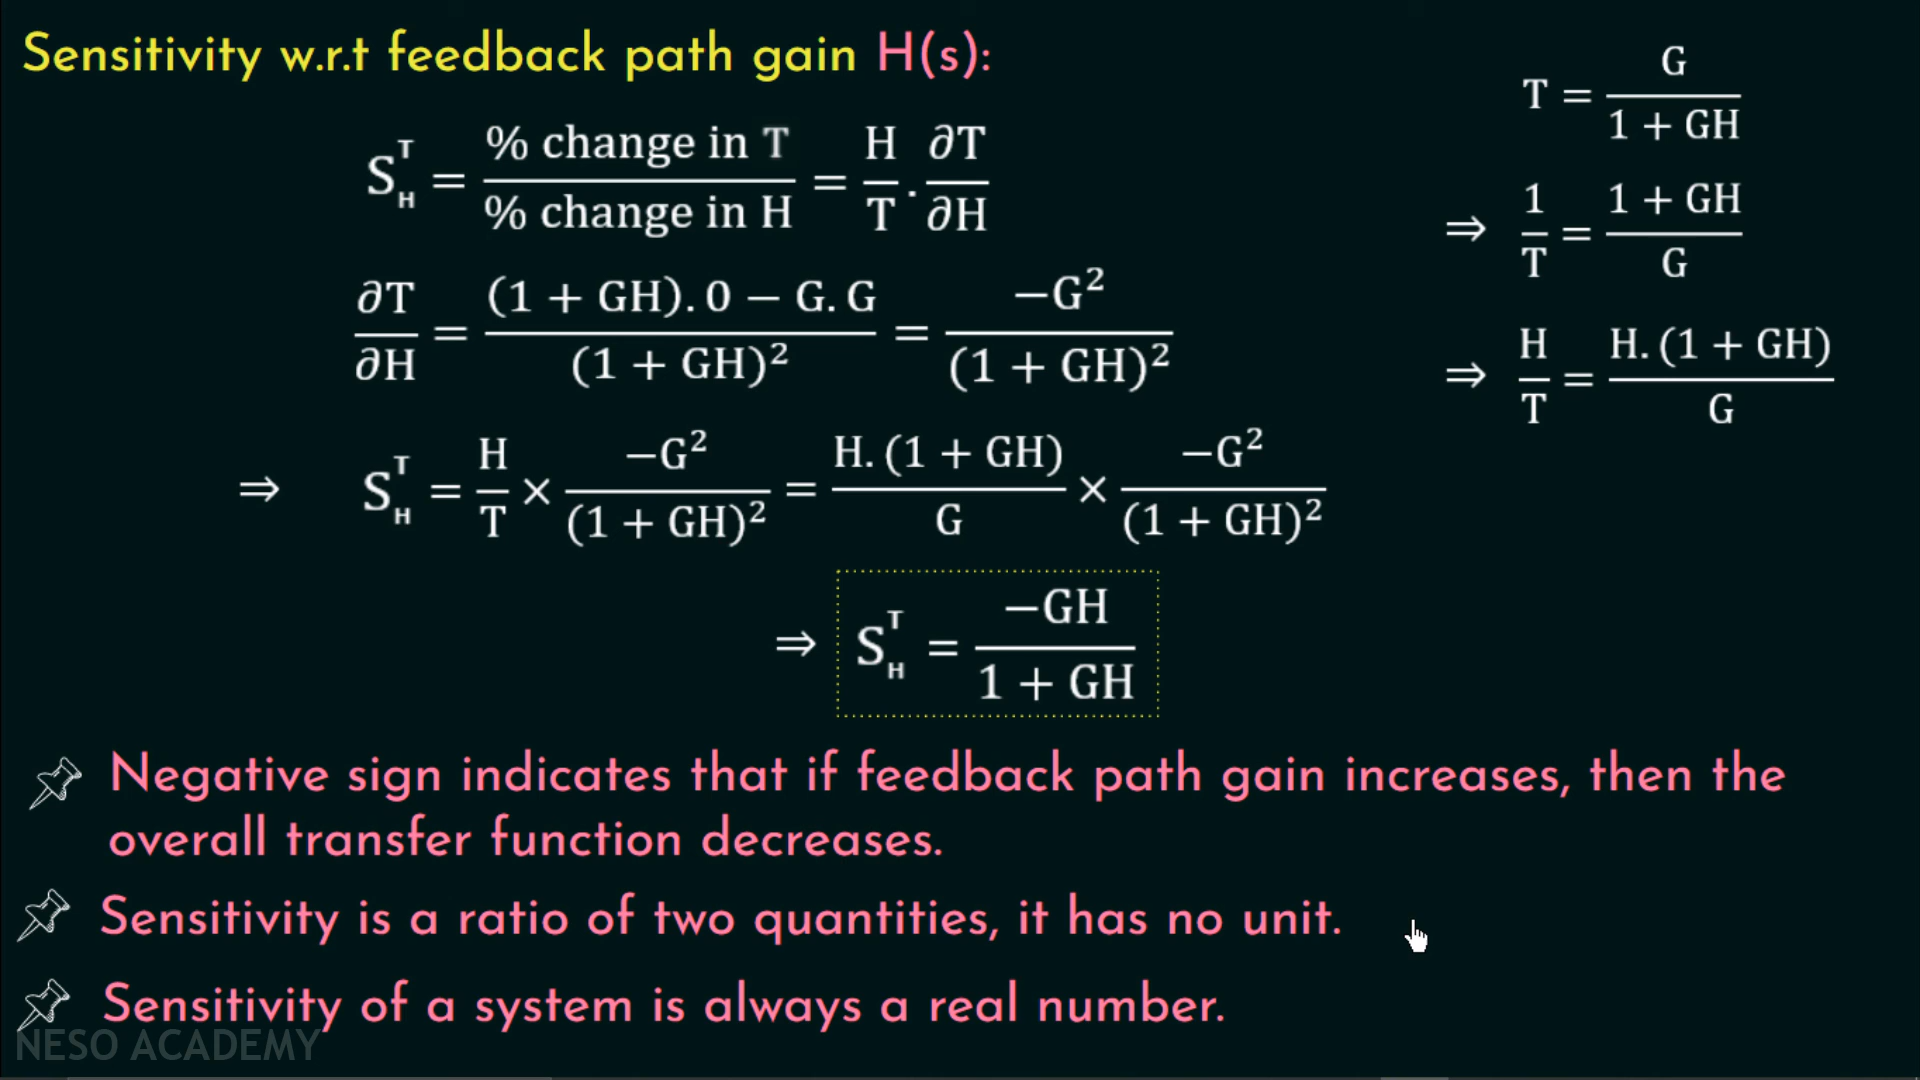 Sensitivity w.r.t feedback path gain H(s):
S^T_H = % change in T / % change in H = H/T . ∂T/∂H
∂T/∂H = (1 + GH). 0 − G. G / (1 + GH)² = −G² / (1 + GH)²
⇒ S^T_H = H/T × −G² / (1 + GH)² = H. (1 + GH) / G × −G² / (1 + GH)²
⇒ S^T_H = −GH / 1 + GH
T = G / 1 + GH
⇒ 1/T = 1 + GH / G
⇒ H/T = H. (1 + GH) / G
Negative sign indicates that if feedback path gain increases, then the
overall transfer function decreases.
Sensitivity is a ratio of two quantities, it has no unit.
Sensitivity of a system is always a real number.
NESO ACADEMY